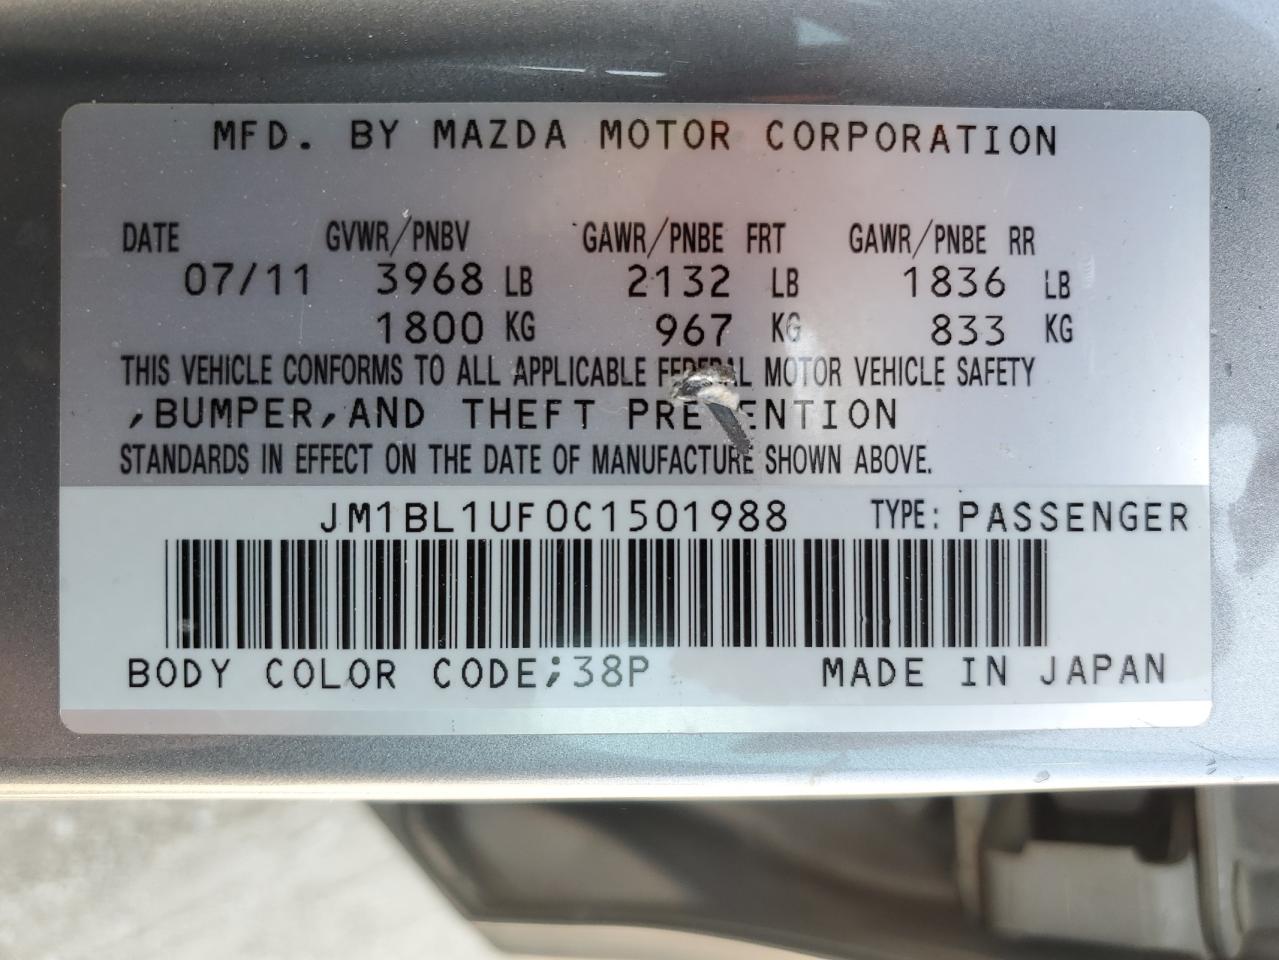 MFD. BY MAZDA MOTOR CORPORATION
DATE GVWR/PNBV GAWR/PNBE FRT GAWR/PNBE RR
07/11 3968 LB 2132 LB 1836 LB
1800 KG 967 KG 833 KG
THIS VEHICLE CONFORMS TO ALL APPLICABLE FEDERAL MOTOR VEHICLE SAFETY
,BUMPER,AND THEFT PREVENTION
STANDARDS IN EFFECT ON THE DATE OF MANUFACTURE SHOWN ABOVE.
JM1BL1UF0C1501988 TYPE: PASSENGER
BODY COLOR CODE;38P MADE IN JAPAN